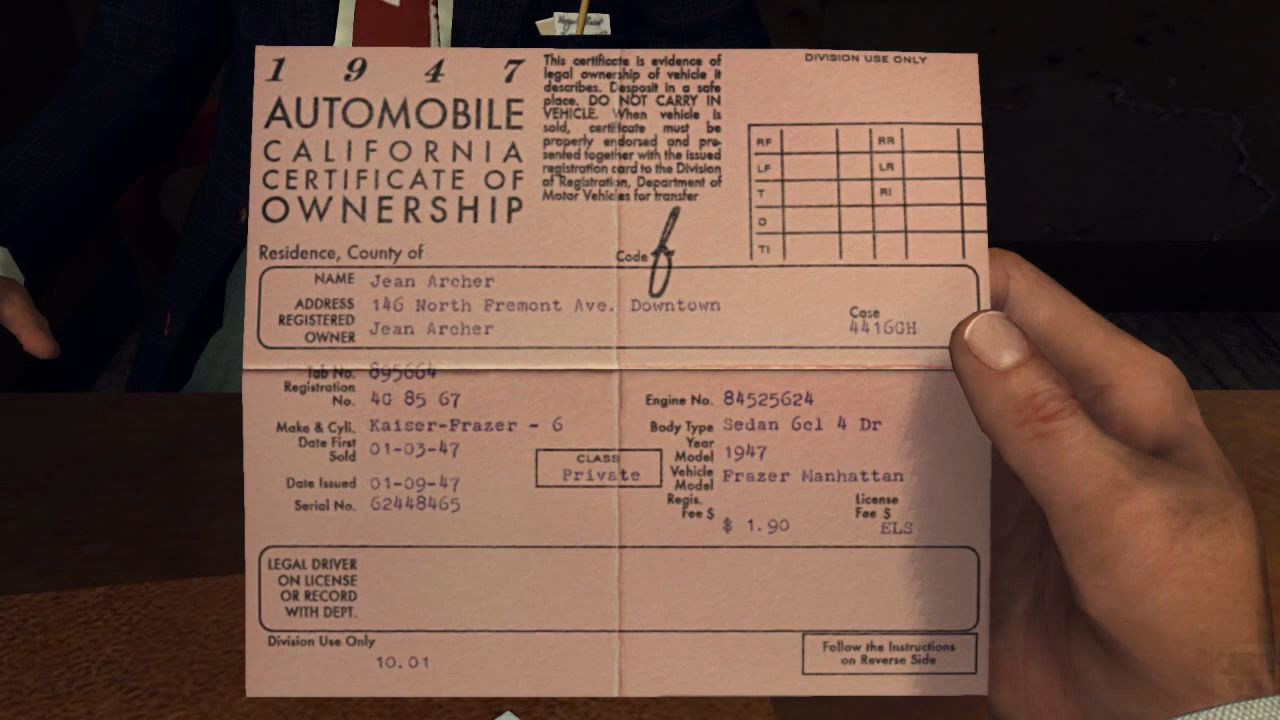 1 9 4 7
AUTOMOBILE
CALIFORNIA
CERTIFICATE OF
OWNERSHIP
This certificate is evidence of
legal ownership of vehicle it
describes. Desposit in a safe
place. DO NOT CARRY IN
VEHICLE. When vehicle is
sold, certificate must be
properly endorsed and pre-
sented together with the issued
registration card to the Division
of Registration, Department of
Motor Vehicles for transfer
DIVISION USE ONLY
RF RR
LF LR
T RI
D
TI
Residence, County of
Code
NAME Jean Archer
ADDRESS 146 North Fremont Ave. Downtown
REGISTERED OWNER Jean Archer
Case
4416GH
Tab No. 895664
Registration No. 4G 85 67
Engine No. 84525624
Make & Cyli. Kaiser-Frazer - 6
Body Type Sedan 6cl 4 Dr
Date First Sold 01-03-47
CLASS
Private
Year Model 1947
Vehicle Model Frazer Manhattan
Date Issued 01-09-47
Serial No. 62448465
Regis. Fee $ $ 1.90
License Fee $
ELS
LEGAL DRIVER
ON LICENSE
OR RECORD
WITH DEPT.
Division Use Only
10.01
Follow the Instructions
on Reverse Side